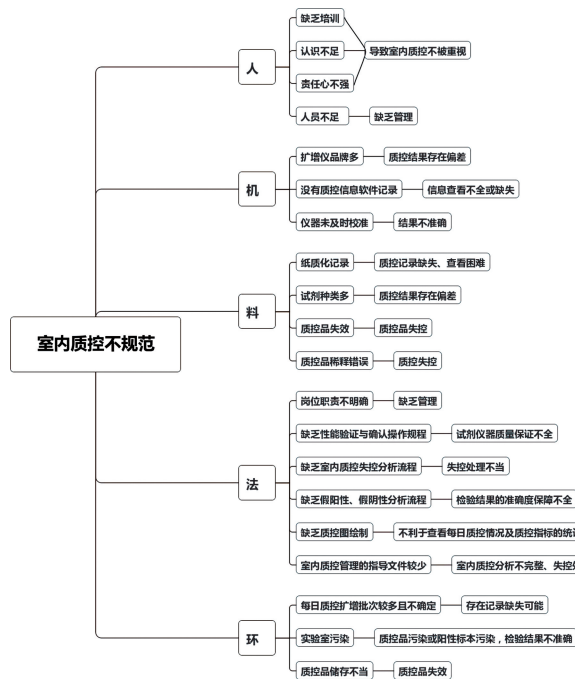 室内质控不规范
人
缺乏培训
认识不足
责任心不强
导致室内质控不被重视
人员不足
缺乏管理
机
扩增仪品牌多
质控结果存在偏差
没有质控信息软件记录
信息查看不全或缺失
仪器未及时校准
结果不准确
料
纸质化记录
质控记录缺失、查看困难
试剂种类多
质控结果存在偏差
质控品失效
质控品失控
质控品稀释错误
质控失控
法
岗位职责不明确
缺乏管理
缺乏性能验证与确认操作规程
试剂仪器质量保证不全
缺乏室内质控失控分析流程
失控处理不当
缺乏假阳性、假阴性分析流程
检验结果的准确度保障不全
缺乏质控图绘制
不利于查看每日质控情况及质控指标的统
室内质控管理的指导文件较少
室内质控分析不完整、失控
环
每日质控扩增批次较多且不确定
存在记录缺失可能
实验室污染
质控品污染或阳性标本污染，检验结果不准确
质控品储存不当
质控品失效